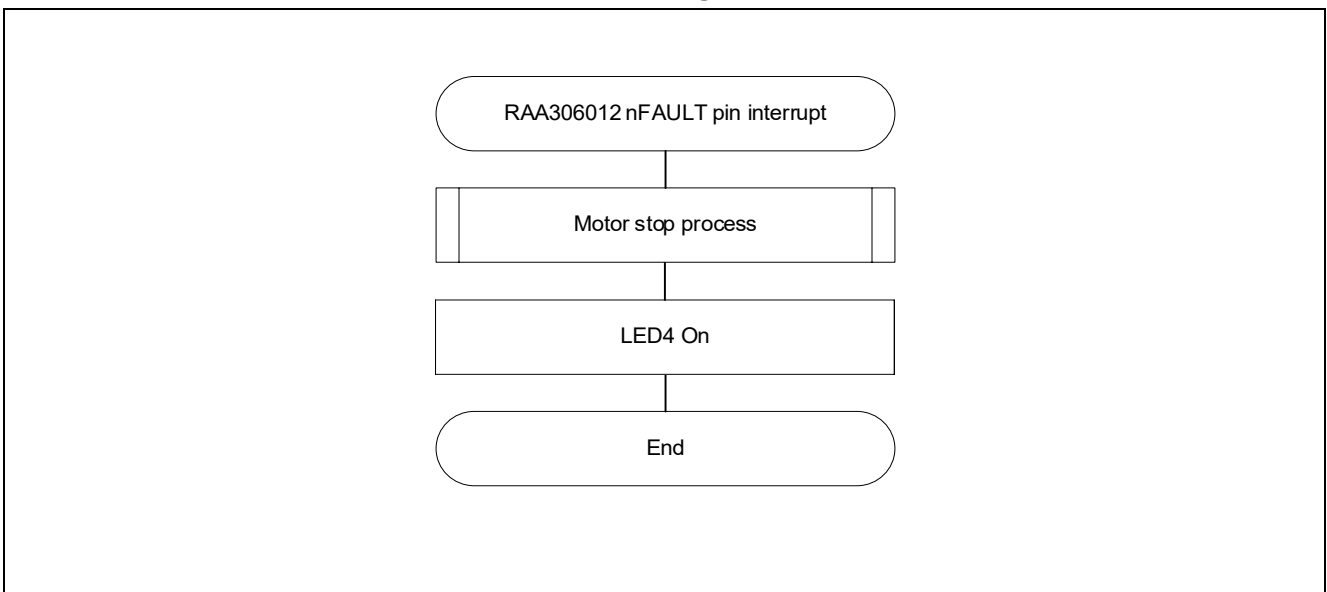 RAA306012 nFAULT pin interrupt
Motor stop process
LED4 On
End